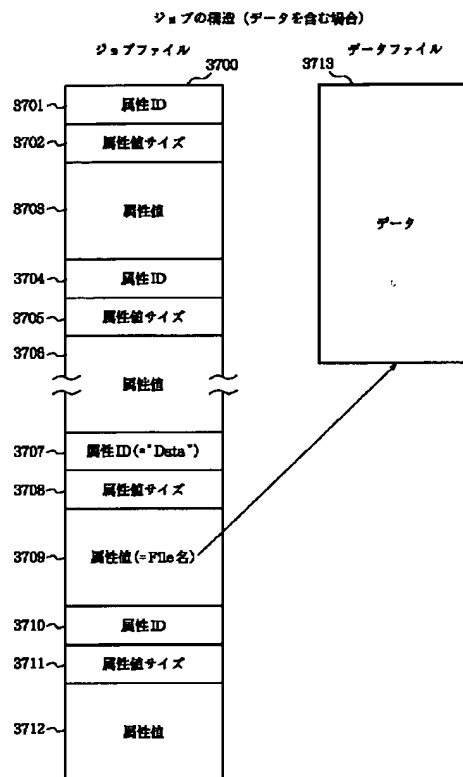 ジョブの構造（データを含む場合）
ジョブファイル
データファイル
3700
3713
3701
属性ID
3702
属性値サイズ
3703
属性値
データ
3704
属性ID
3705
属性値サイズ
3706
属性値
3707
属性ID(="Data")
3708
属性値サイズ
3709
属性値(=File名)
3710
属性ID
3711
属性値サイズ
3712
属性値